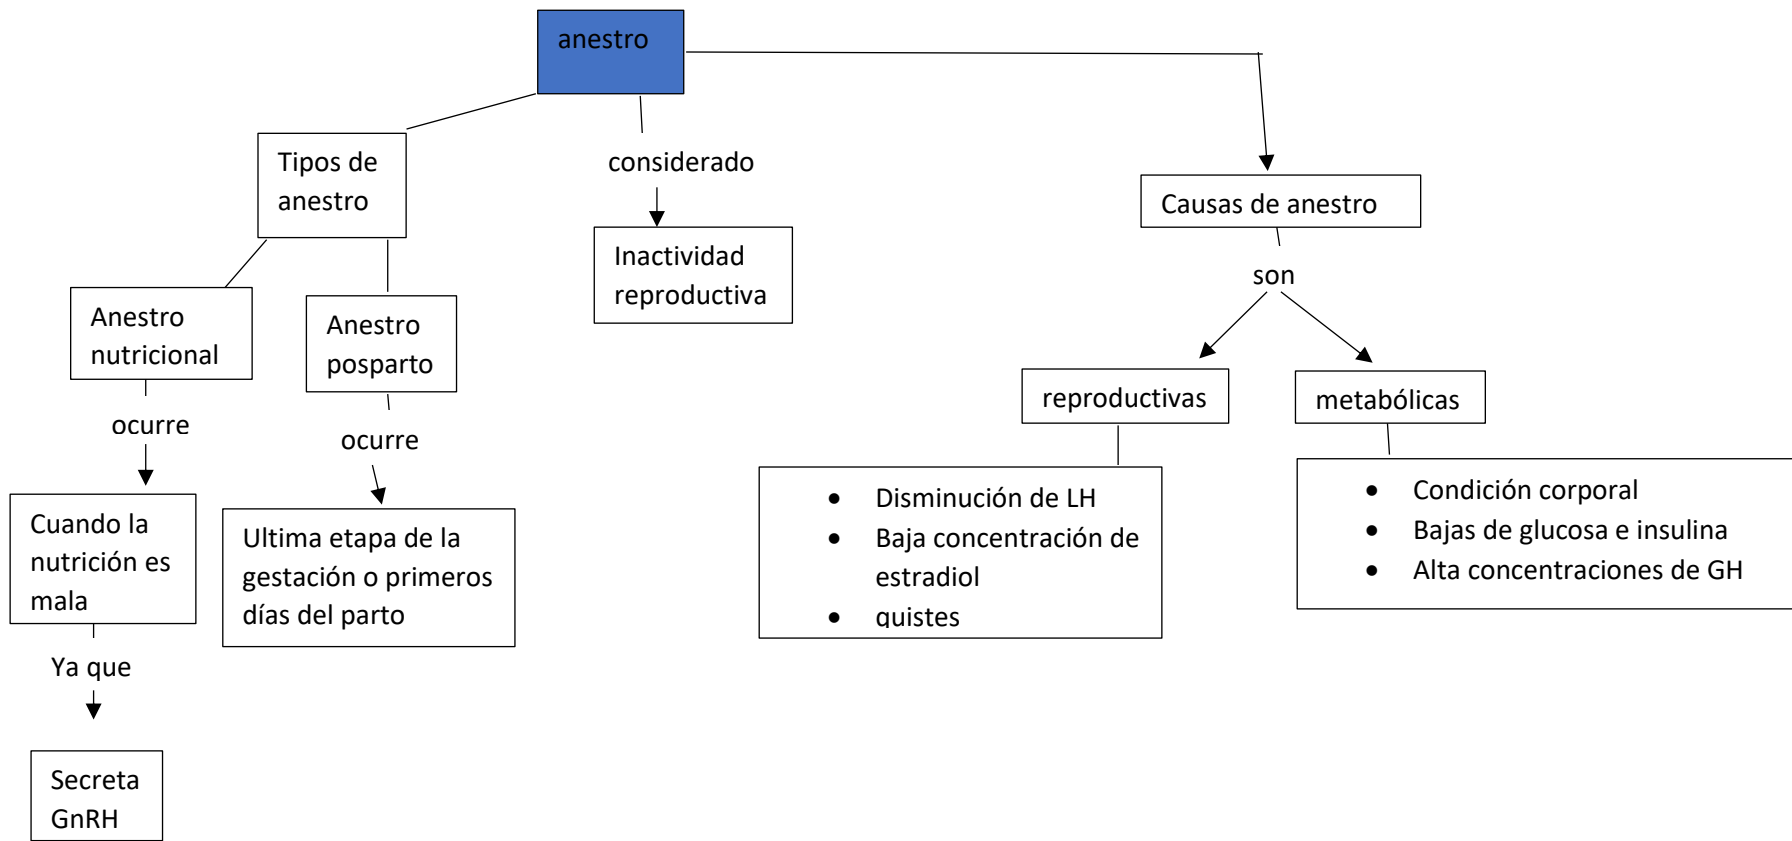 anestro
Tipos de
anestro
considerado
Causas de anestro
Inactividad
reproductiva
son
Anestro
nutricional
Anestro
posparto
reproductivas
metabólicas
ocurre
ocurre
• Disminución de LH
• Baja concentración de
estradiol
• quistes
• Condición corporal
• Bajas de glucosa e insulina
• Alta concentraciones de GH
Cuando la
nutrición es
mala
Ultima etapa de la
gestación o primeros
días del parto
Ya que
Secreta
GnRH